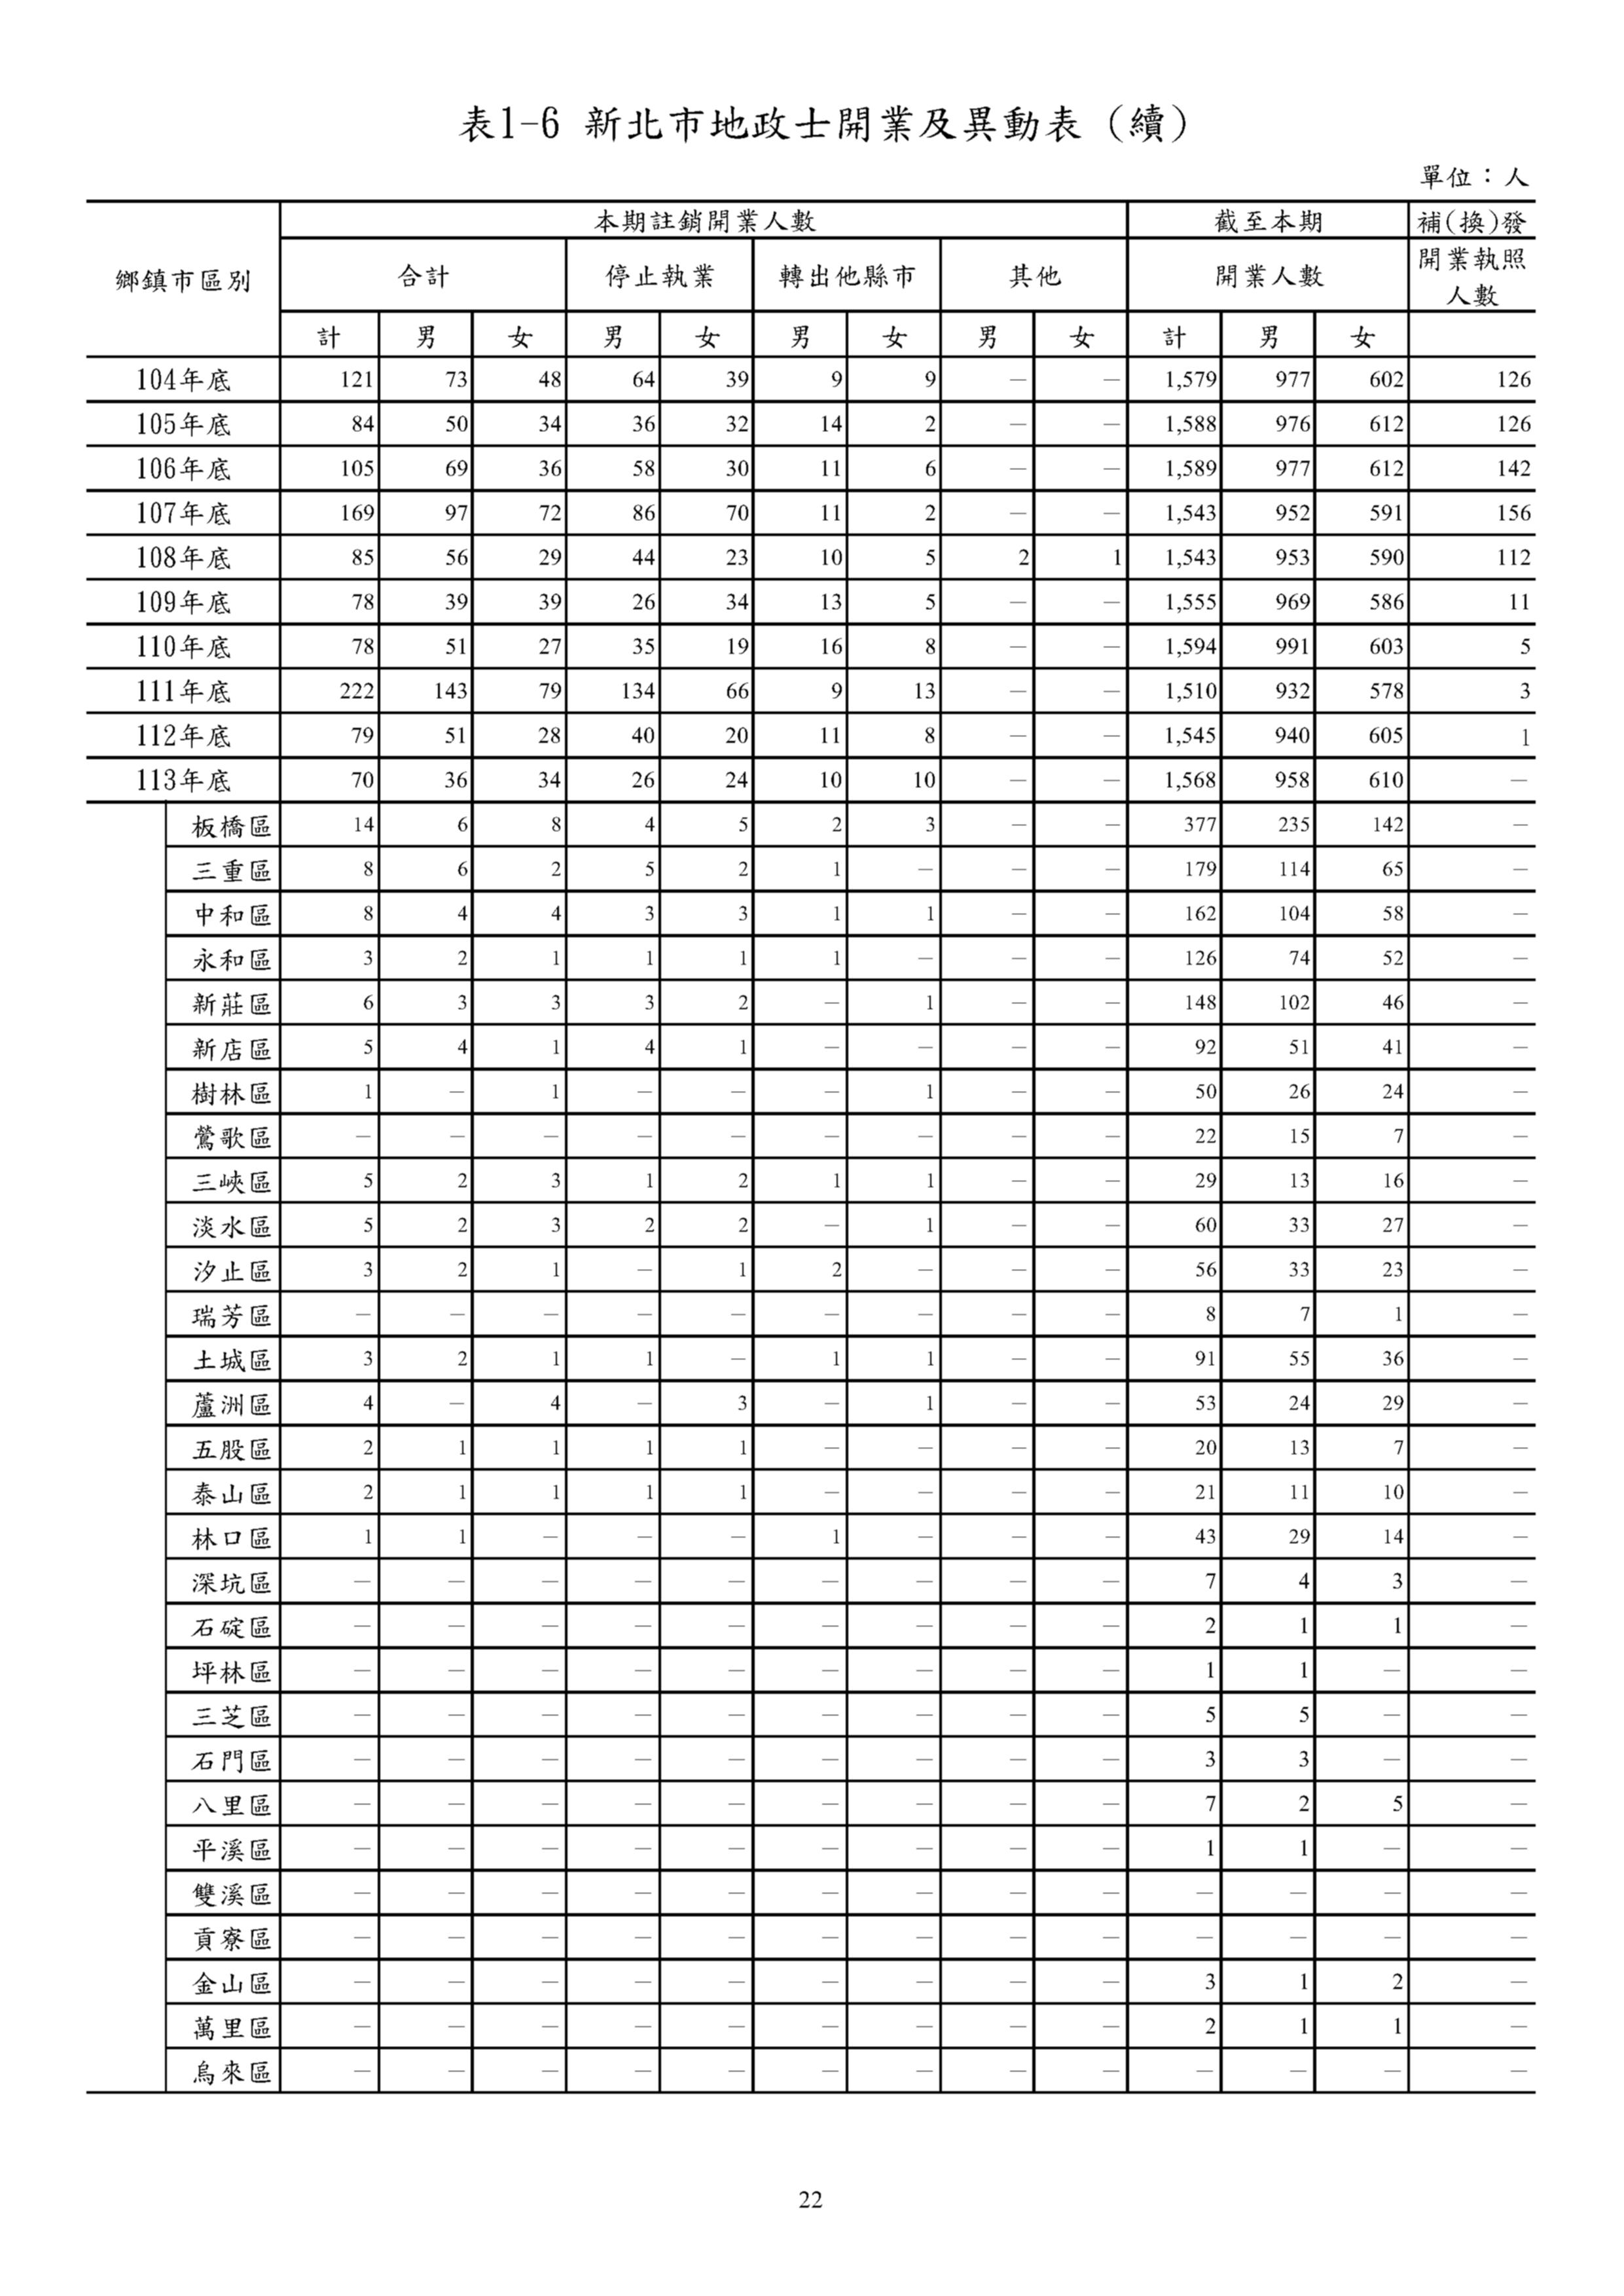 表1-6 新北市地政士開業及異動表 (續)
單位：人
鄉鎮市區別 本期註銷開業人數 截至本期 補(換)發
合計 停止執業 轉出他縣市 其他 開業人數 開業執照
人數
計 男 女 男 女 男 女 男 女 計 男 女
104年底 121 73 48 64 39 9 9 — — 1,579 977 602 126
105年底 84 50 34 36 32 14 2 — — 1,588 976 612 126
106年底 105 69 36 58 30 11 6 — — 1,589 977 612 142
107年底 169 97 72 86 70 11 2 — — 1,543 952 591 156
108年底 85 56 29 44 23 10 5 2 1 1,543 953 590 112
109年底 78 39 39 26 34 13 5 — — 1,555 969 586 11
110年底 78 51 27 35 19 16 8 — — 1,594 991 603 5
111年底 222 143 79 134 66 9 13 — — 1,510 932 578 3
112年底 79 51 28 40 20 11 8 — — 1,545 940 605 1
113年底 70 36 34 26 24 10 10 — — 1,568 958 610 —
板橋區 14 6 8 4 5 2 3 — — 377 235 142 —
三重區 8 6 2 5 2 1 — — — 179 114 65 —
中和區 8 4 4 3 3 1 1 — — 162 104 58 —
永和區 3 2 1 1 1 1 — — — 126 74 52 —
新莊區 6 3 3 3 2 — 1 — — 148 102 46 —
新店區 5 4 1 4 1 — — — — 92 51 41 —
樹林區 1 — 1 — — — 1 — — 50 26 24 —
鶯歌區 — — — — — — — — — 22 15 7 —
三峽區 5 2 3 1 2 1 1 — — 29 13 16 —
淡水區 5 2 3 2 2 — 1 — — 60 33 27 —
汐止區 3 2 1 — 1 2 — — — 56 33 23 —
瑞芳區 — — — — — — — — — 8 7 1 —
土城區 3 2 1 1 — 1 1 — — 91 55 36 —
蘆洲區 4 — 4 — 3 — 1 — — 53 24 29 —
五股區 2 1 1 1 1 — — — — 20 13 7 —
泰山區 2 1 1 1 1 — — — — 21 11 10 —
林口區 1 1 — — — 1 — — — 43 29 14 —
深坑區 — — — — — — — — — 7 4 3 —
石碇區 — — — — — — — — — 2 1 1 —
坪林區 — — — — — — — — — 1 1 — —
三芝區 — — — — — — — — — 5 5 — —
石門區 — — — — — — — — — 3 3 — —
八里區 — — — — — — — — — 7 2 5 —
平溪區 — — — — — — — — — 1 1 — —
雙溪區 — — — — — — — — — — — — —
貢寮區 — — — — — — — — — — — — —
金山區 — — — — — — — — — 3 1 2 —
萬里區 — — — — — — — — — 2 1 1 —
烏來區 — — — — — — — — — — — — —
22